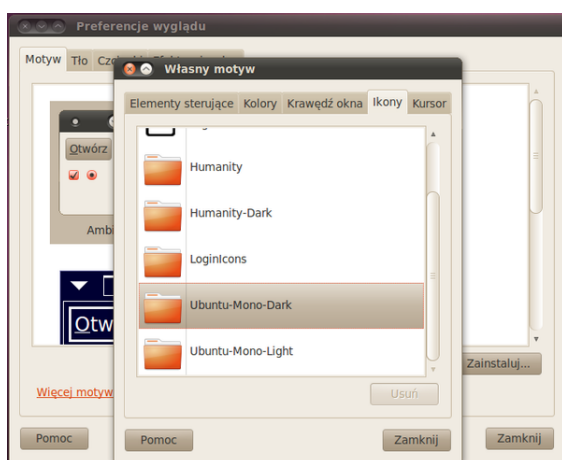 Preferencje wyglądu
Motyw Tło
Własny motyw
Elementy sterujące Kolory Krawędź okna Ikony Kursor
Otwórz
Humanity
Humanity-Dark
LoginIcons
Ubuntu-Mono-Dark
Ubuntu-Mono-Light
Zainstaluj...
Więcej
Usuń
Pomoc
Pomoc
Zamknij
Zamknij